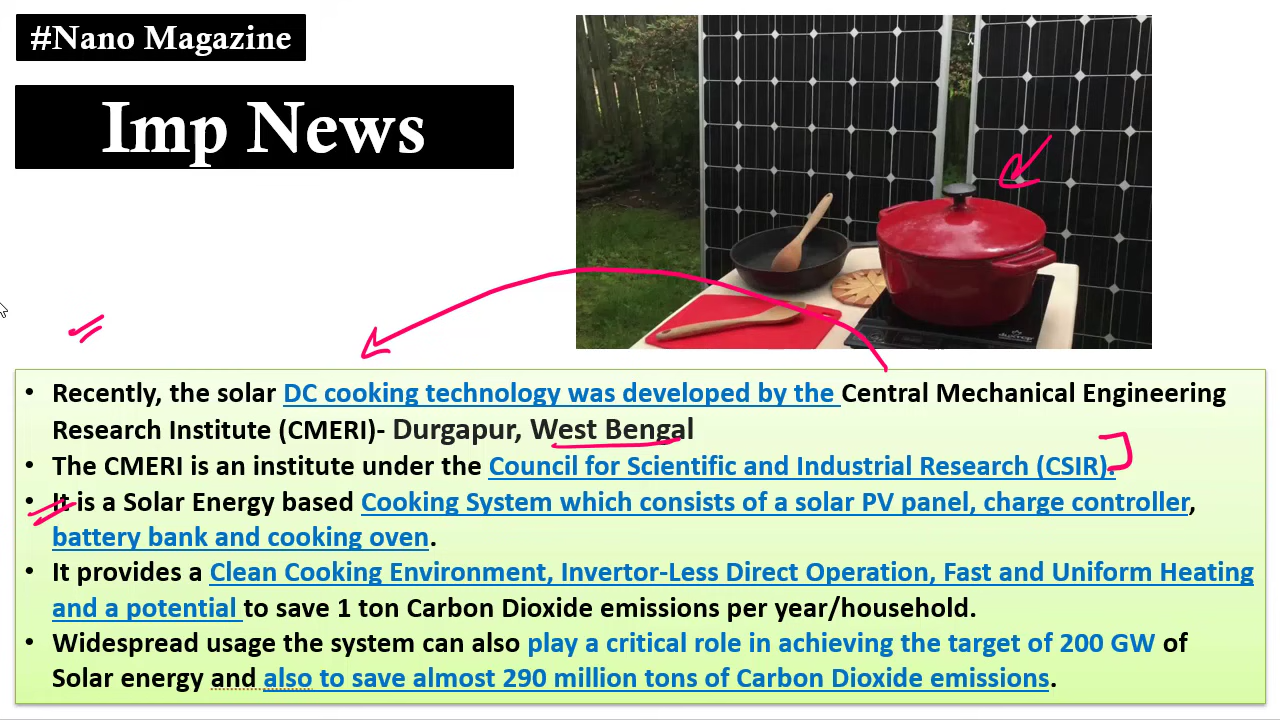 #Nano Magazine
Imp News
• Recently, the solar DC cooking technology was developed by the Central Mechanical Engineering
Research Institute (CMERI)- Durgapur, West Bengal
• The CMERI is an institute under the Council for Scientific and Industrial Research (CSIR).
• It is a Solar Energy based Cooking System which consists of a solar PV panel, charge controller,
battery bank and cooking oven.
• It provides a Clean Cooking Environment, Invertor-Less Direct Operation, Fast and Uniform Heating
and a potential to save 1 ton Carbon Dioxide emissions per year/household.
• Widespread usage the system can also play a critical role in achieving the target of 200 GW of
Solar energy and also to save almost 290 million tons of Carbon Dioxide emissions.